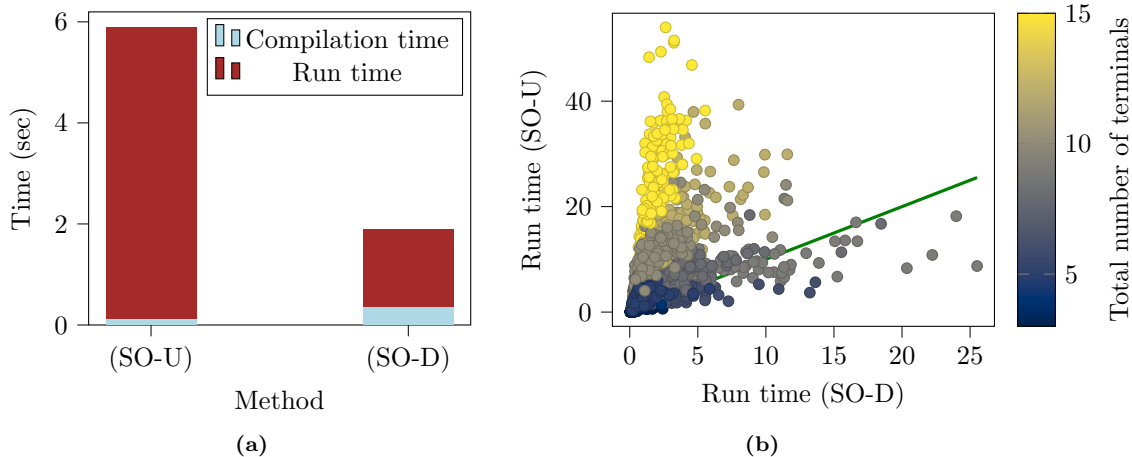 6
4
2
0
Time (sec)
Compilation time
Run time
(SO-U)
(SO-D)
Method
(a)
40
20
0
Run time (SO-U)
0
5
10
15
20
25
Run time (SO-D)
(b)
15
10
5
Total number of terminals